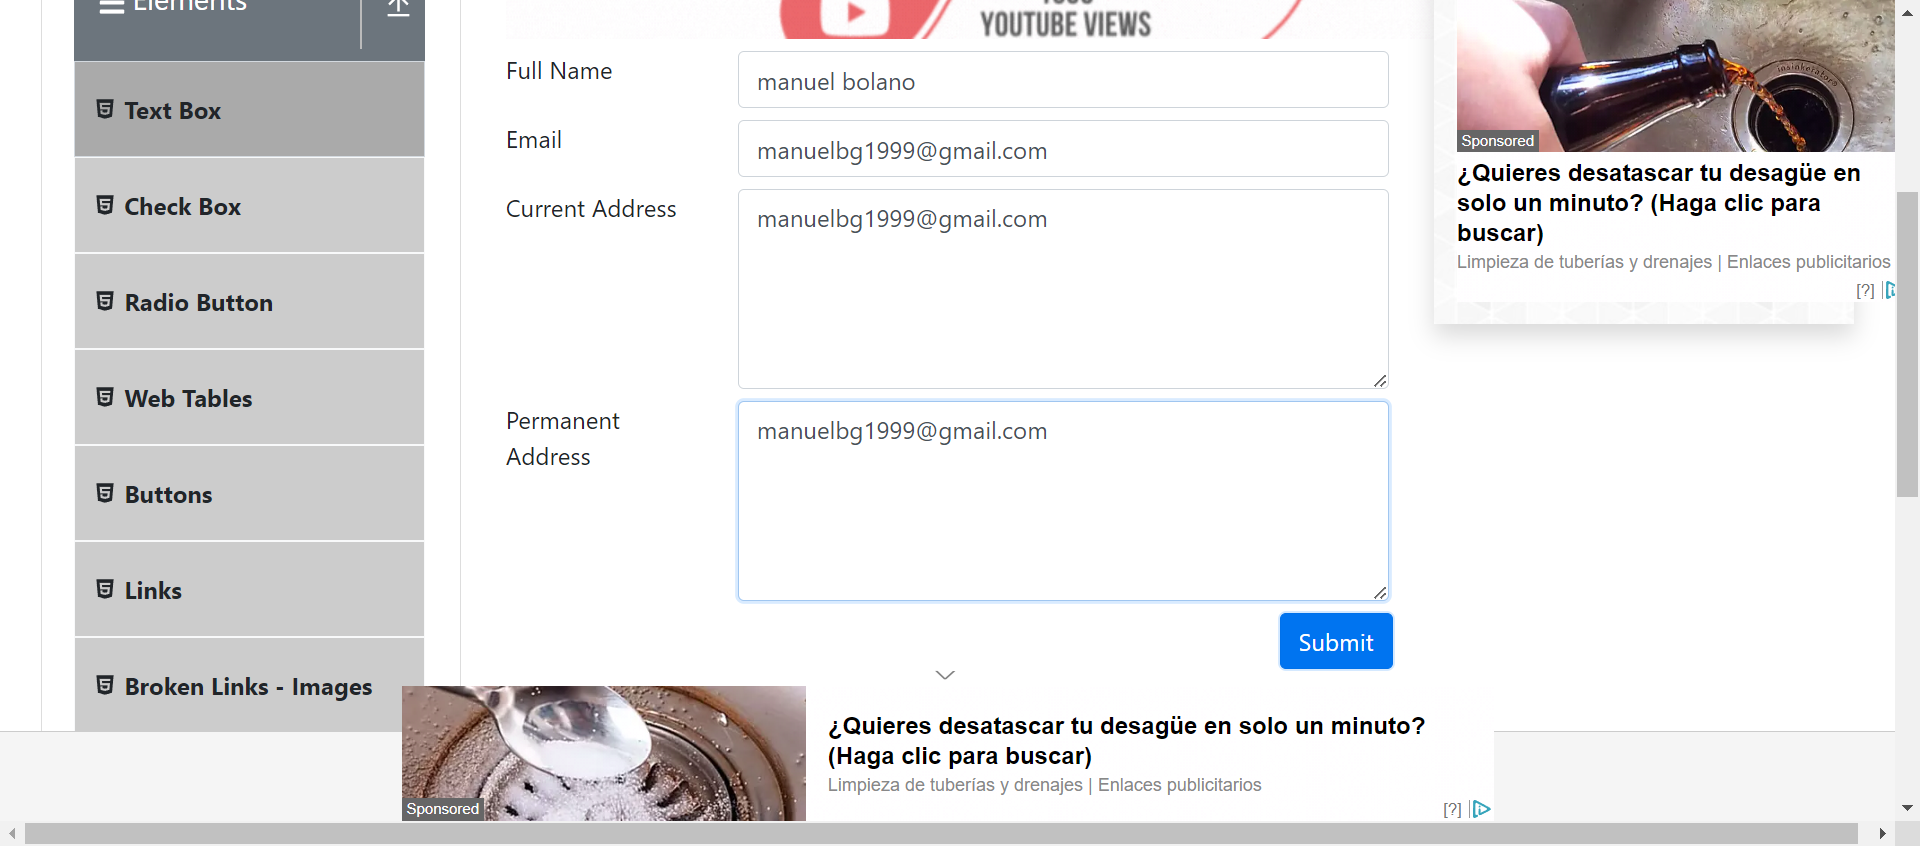 Elements
YOUTUBE VIEWS
Text Box
Check Box
Radio Button
Web Tables
Buttons
Links
Broken Links - Images
Full Name
manuel bolano
Email
manuelbg1999@gmail.com
Current Address
manuelbg1999@gmail.com
Permanent
Address
manuelbg1999@gmail.com
Submit
insinkerator
Sponsored
¿Quieres desatascar tu desagüe en
solo un minuto? (Haga clic para
buscar)
Limpieza de tuberías y drenajes | Enlaces publicitarios
[?]
Sponsored
¿Quieres desatascar tu desagüe en solo un minuto?
(Haga clic para buscar)
Limpieza de tuberías y drenajes | Enlaces publicitarios
[?]